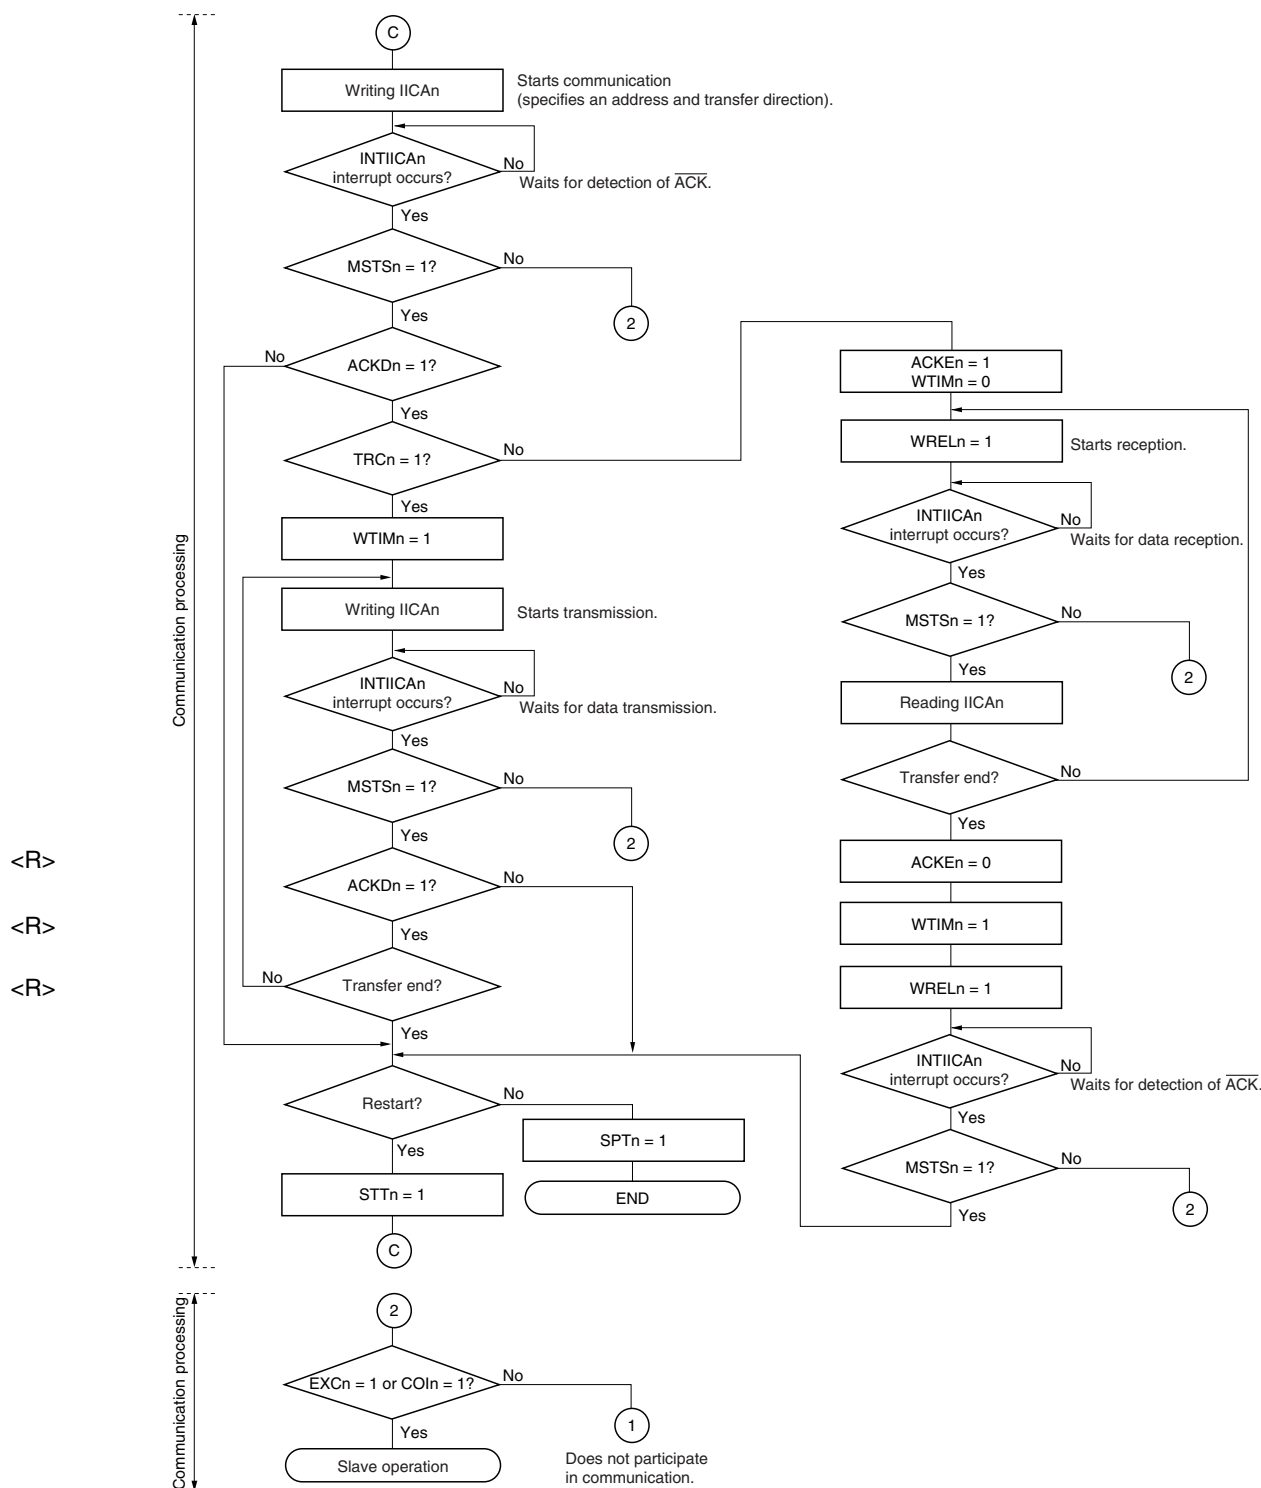 C
Writing IICAn
Starts communication
(specifies an address and transfer direction).
INTIICAn
interrupt occurs?
No
Waits for detection of ACK.
Yes
MSTSn = 1?
No
2
Yes
ACKDn = 1?
No
Yes
TRCn = 1?
No
Yes
WTIMn = 1
Writing IICAn
Starts transmission.
INTIICAn
interrupt occurs?
No
Waits for data transmission.
Yes
MSTSn = 1?
No
2
Yes
ACKDn = 1?
No
Yes
Transfer end?
No
Yes
Restart?
No
SPTn = 1
END
Yes
STTn = 1
C
ACKEn = 1
WTIMn = 0
WRELn = 1
Starts reception.
INTIICAn
interrupt occurs?
No
Waits for data reception.
Yes
MSTSn = 1?
No
2
Yes
Reading IICAn
Transfer end?
No
Yes
ACKEn = 0
WTIMn = 1
WRELn = 1
INTIICAn
interrupt occurs?
No
Waits for detection of ACK.
Yes
MSTSn = 1?
No
2
Yes
Communication processing
<R>
<R>
<R>
2
EXCn = 1 or COIn = 1?
No
1
Does not participate
in communication.
Yes
Slave operation
Communication processing